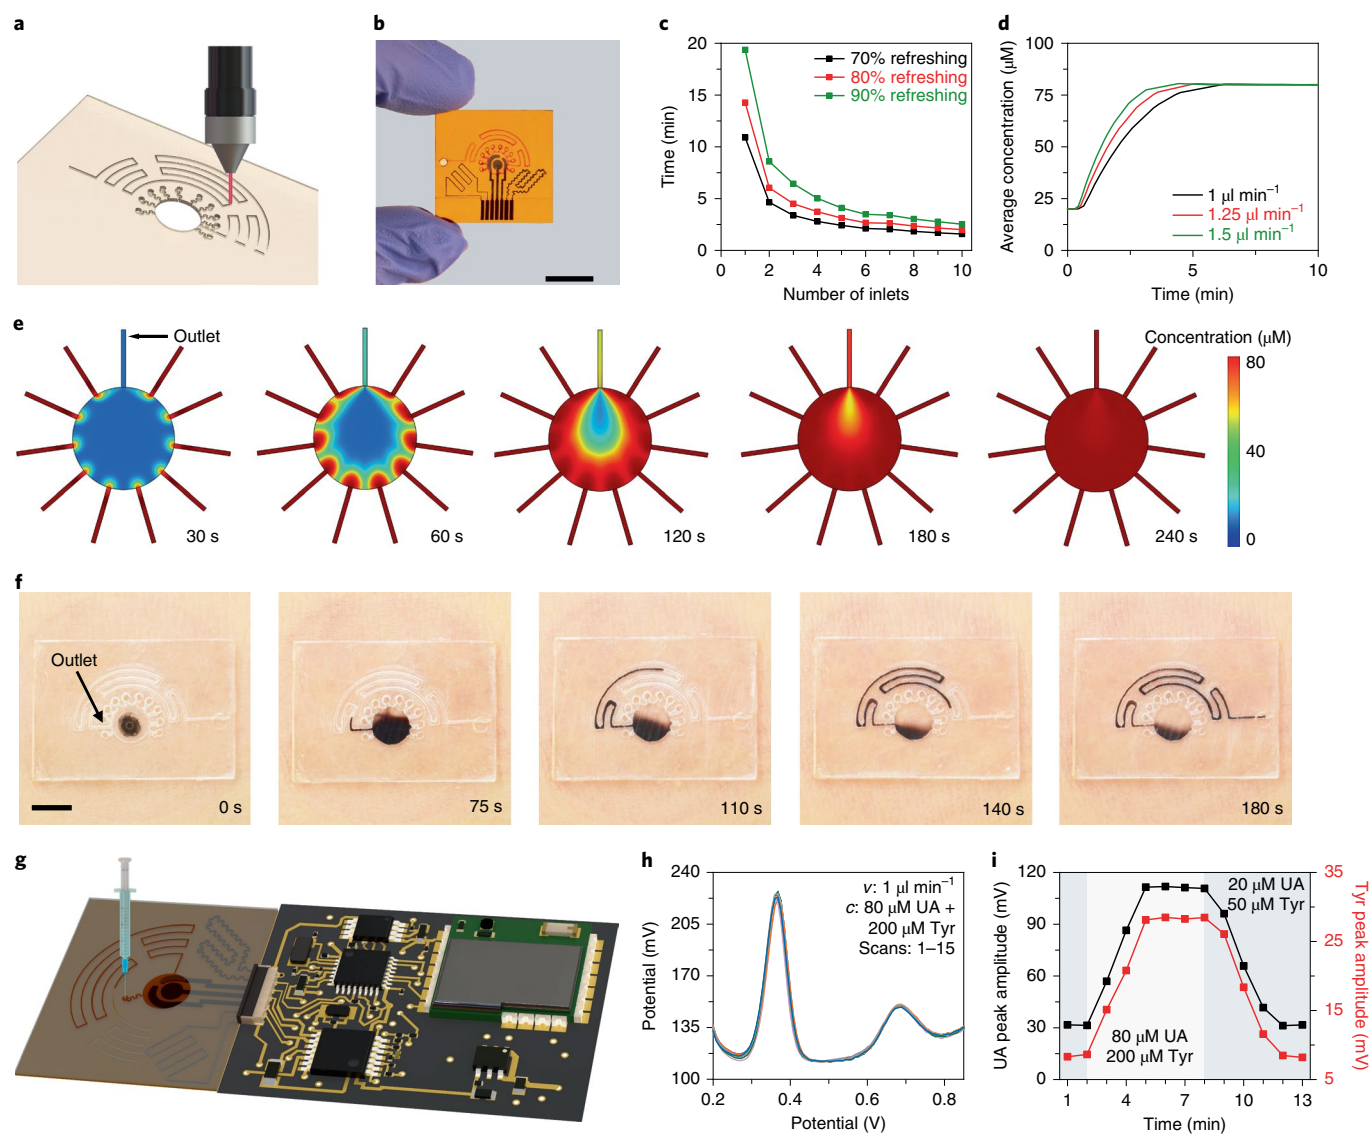 a
b
c
20
15
10
5
0
Time (min)
70% refreshing
80% refreshing
90% refreshing
0
2
4
6
8
10
Number of inlets
d
100
75
50
25
0
Average concentration (μM)
1 μl min−1
1.25 μl min−1
1.5 μl min−1
0
5
10
Time (min)
e
Outlet
30 s
60 s
120 s
180 s
240 s
Concentration (μM)
80
40
0
f
Outlet
0 s
75 s
110 s
140 s
180 s
g
h
240
205
170
135
100
Potential (mV)
v: 1 μl min−1
c: 80 μM UA +
200 μM Tyr
Scans: 1–15
0.2
0.4
0.6
0.8
Potential (V)
i
120
90
60
30
0
UA peak amplitude (mV)
20 μM UA
50 μM Tyr
80 μM UA
200 μM Tyr
35
25
15
5
Tyr peak amplitude (mV)
1
4
7
10
13
Time (min)